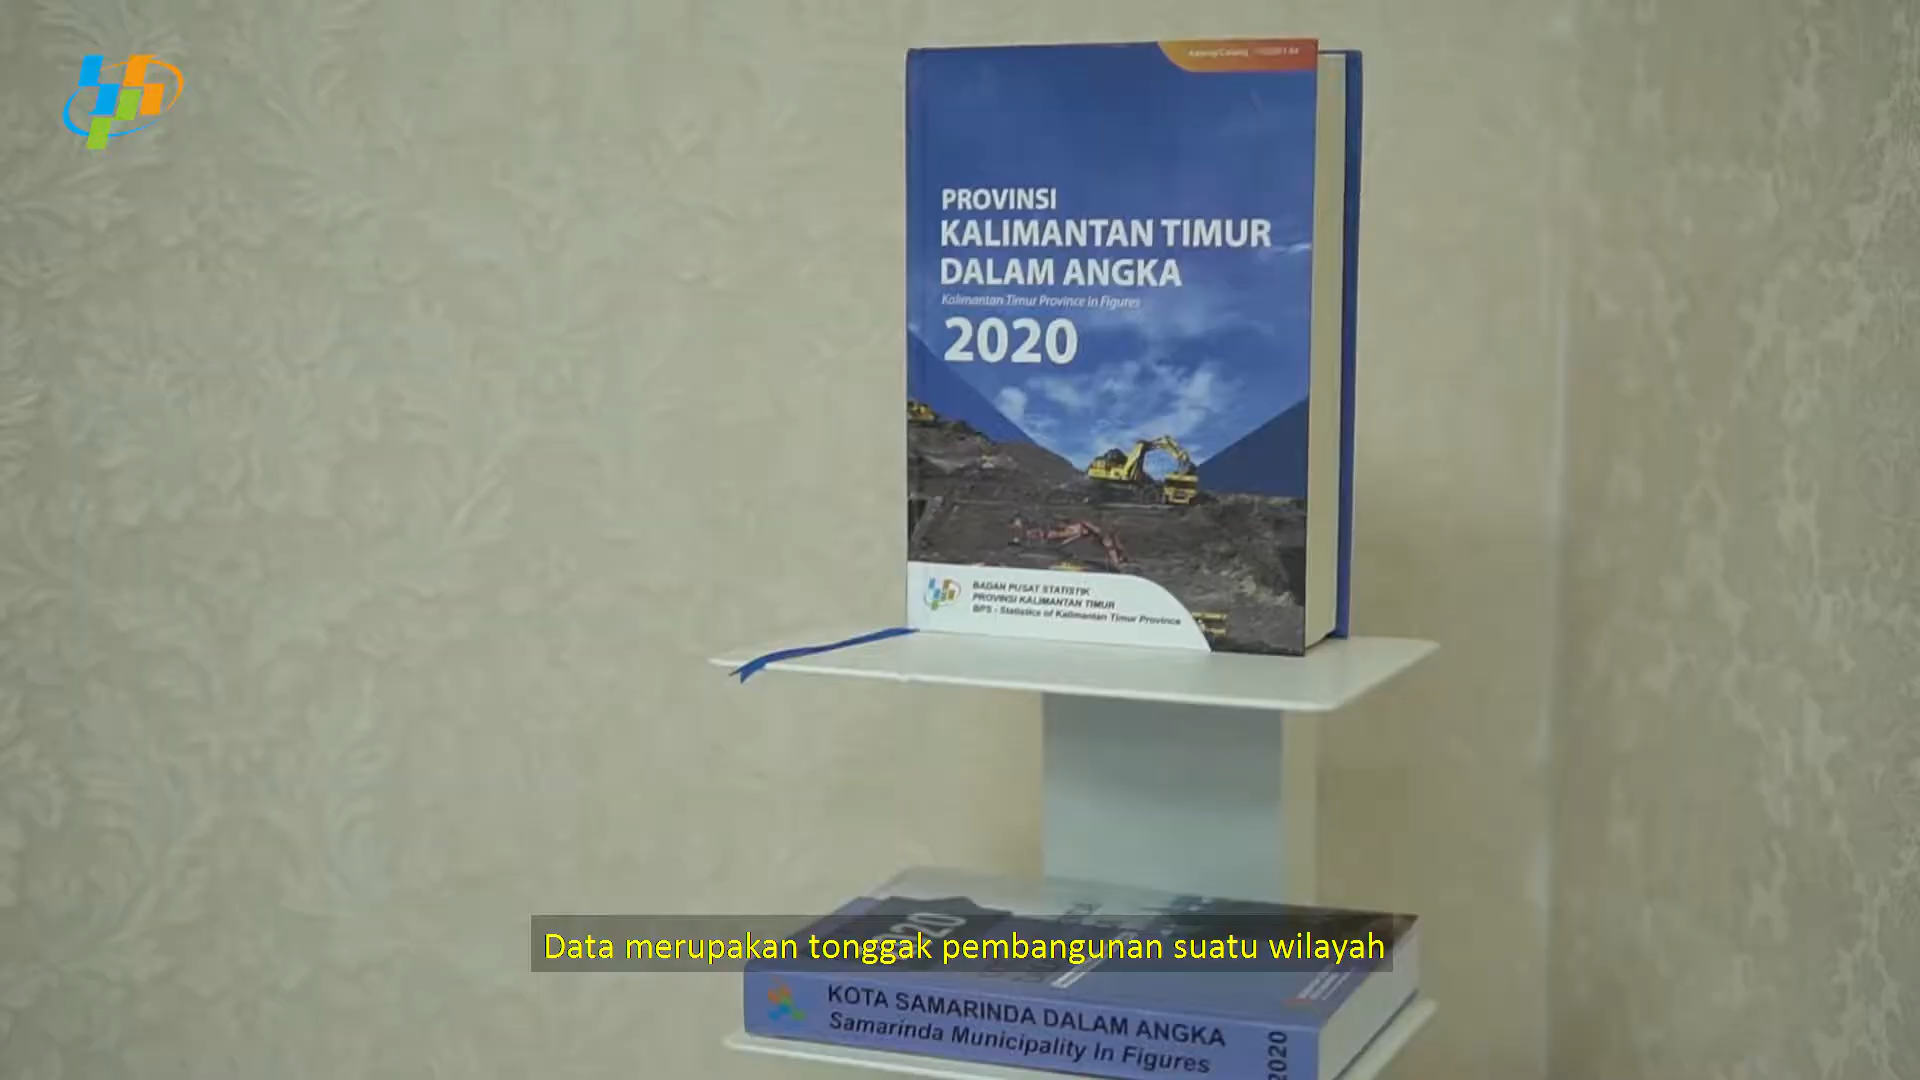 PROVINSI
KALIMANTAN TIMUR
DALAM ANGKA
Kalimantan Timur Province in Figures
2020
BADAN PUSAT STATISTIK
PROVINSI KALIMANTAN TIMUR
BPS - Statistics of Kalimantan Timur Province
Data merupakan tonggak pembangunan suatu wilayah
KOTA SAMARINDA DALAM ANGKA
Samarinda Municipality In Figures
2020